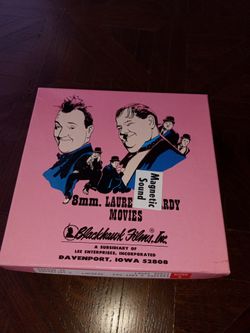 Magnetic
Sound
8mm. LAURE RDY
MOVIES
Blackhawk Films, Inc.
A SUBSIDIARY OF
LEE ENTERPRISES, INCORPORATED
DAVENPORT, IOWA 52808